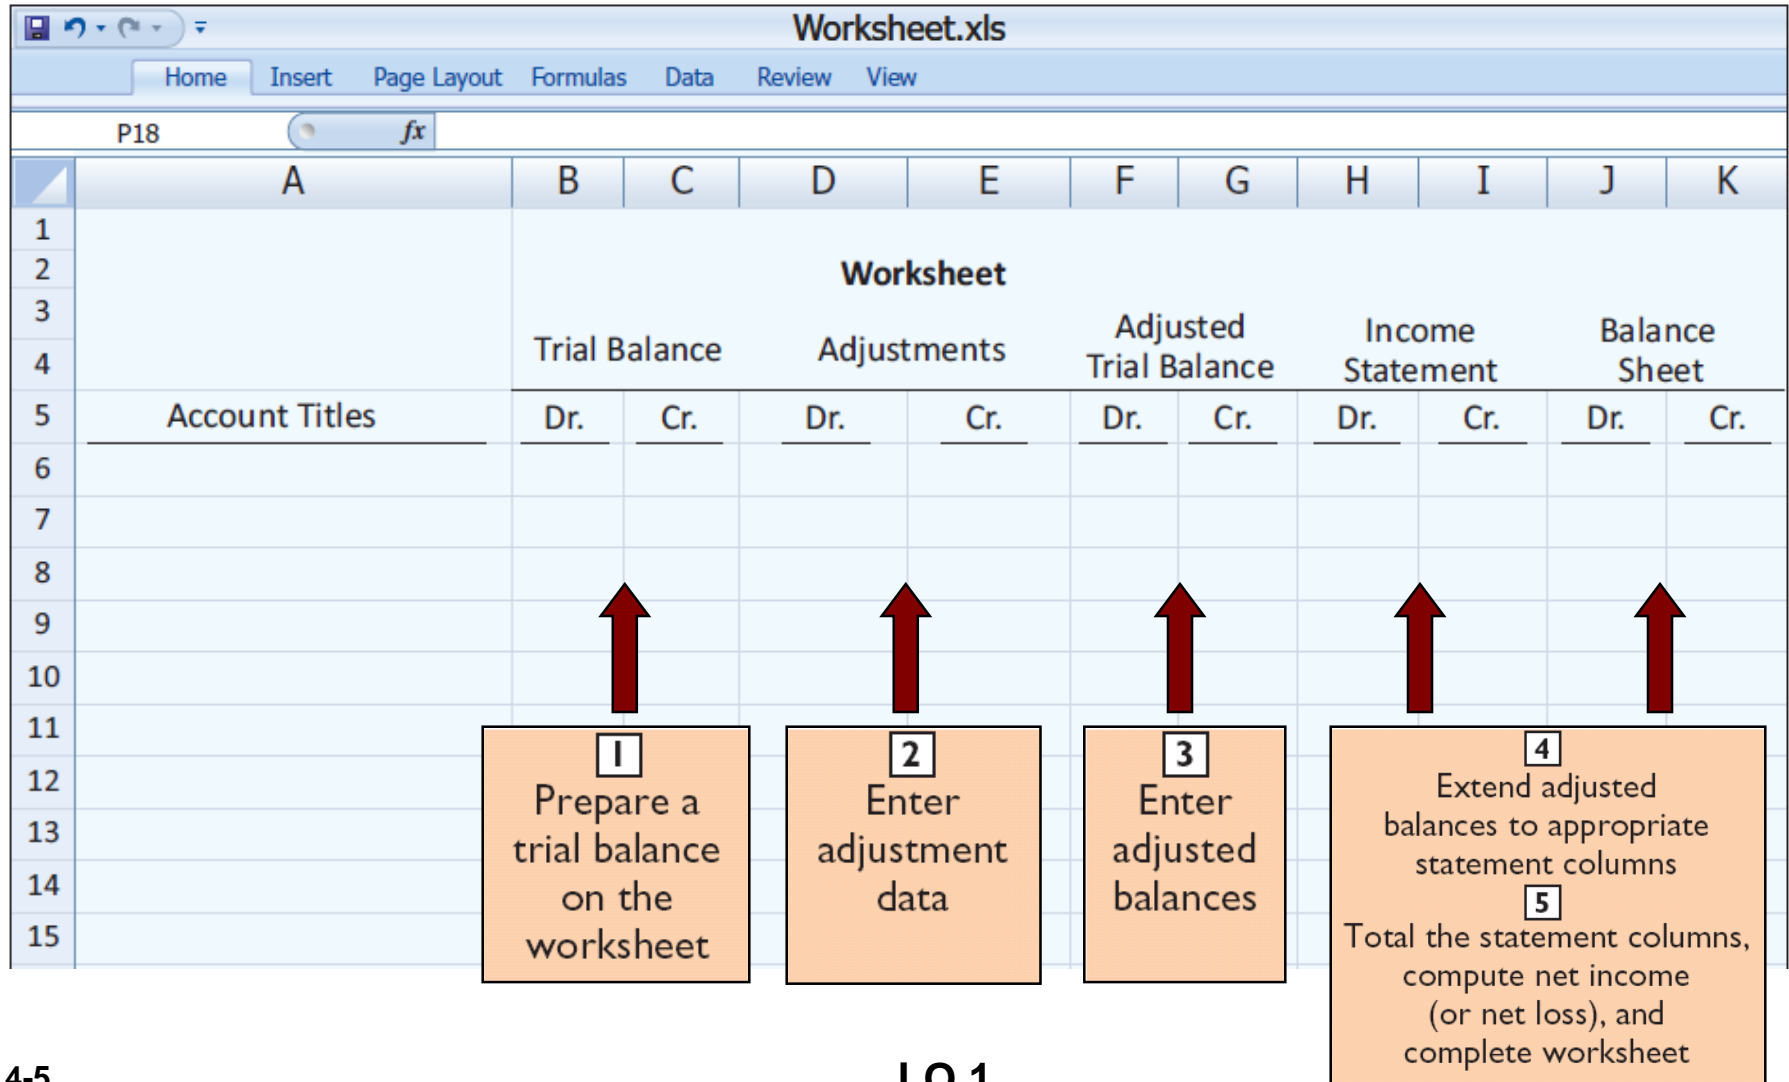 Worksheet.xls
Home Insert Page Layout Formulas Data Review View
P18 fx
A B C D E F G H I J K
1
2 Worksheet
3 Adjusted Income Balance
Trial Balance Adjustments
4 Trial Balance Statement Sheet
5 Account Titles Dr. Cr. Dr. Cr. Dr. Cr. Dr. Cr. Dr. Cr.
6
7
8
9
10
11
12
13
14
15
1
Prepare a
trial balance
on the
worksheet
2
Enter
adjustment
data
3
Enter
adjusted
balances
4
Extend adjusted
balances to appropriate
statement columns
5
Total the statement columns,
compute net income
(or net loss), and
complete worksheet
4-5
LO 1